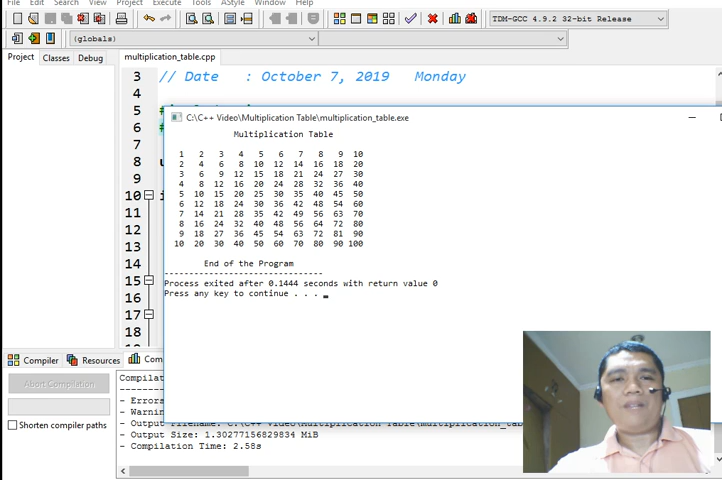 File Edit Search View Project Execute Tools AStyle Window Help
TDM-GCC 4.9.2 32-bit Release
(globals)
Project Classes Debug
multiplication_table.cpp
3 // Date : October 7, 2019 Monday
4
5 #
6 #
7
8 u
9
10 i
11
12
13
14
15
16
17
18
C:\C++ Video\Multiplication Table\multiplication_table.exe
Multiplication Table
1 2 3 4 5 6 7 8 9 10
2 4 6 8 10 12 14 16 18 20
3 6 9 12 15 18 21 24 27 30
4 8 12 16 20 24 28 32 36 40
5 10 15 20 25 30 35 40 45 50
6 12 18 24 30 36 42 48 54 60
7 14 21 28 35 42 49 56 63 70
8 16 24 32 40 48 56 64 72 80
9 18 27 36 45 54 63 72 81 90
10 20 30 40 50 60 70 80 90 100
End of the Program
--------------------------------
Process exited after 0.1444 seconds with return value 0
Press any key to continue . . . _
Compiler Resources Com
Abort Compilation
Shorten compiler paths
Compilat
--------
- Errors
- Warnin
- Output Filename: C:\C++ Video\Multiplication Table\multiplication_tab
- Output Size: 1.30277156829834 MiB
- Compilation Time: 2.58s